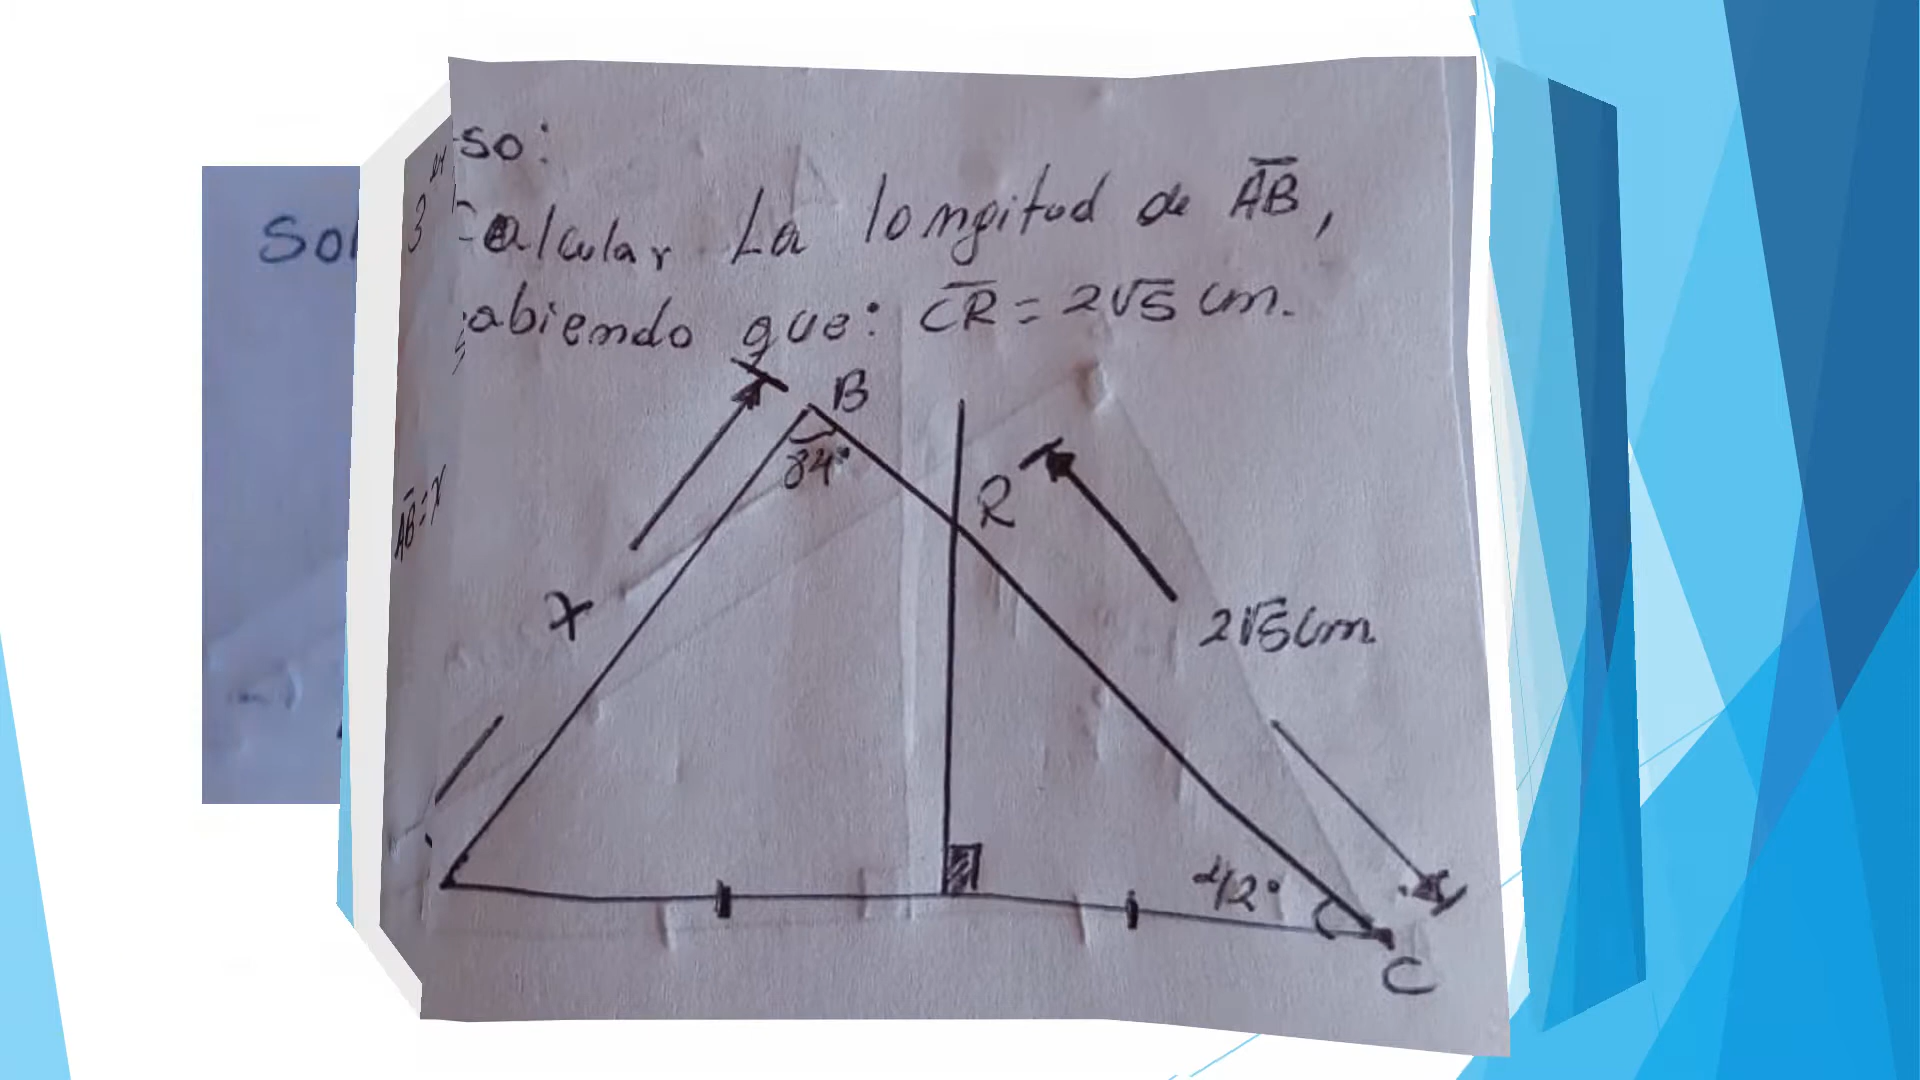 Sol
3er
so:
Calcular La longitud de AB,
sabiendo que: CR = 2√5 cm.
B
84°
R
AB=x
x
2√5 cm
42°
C